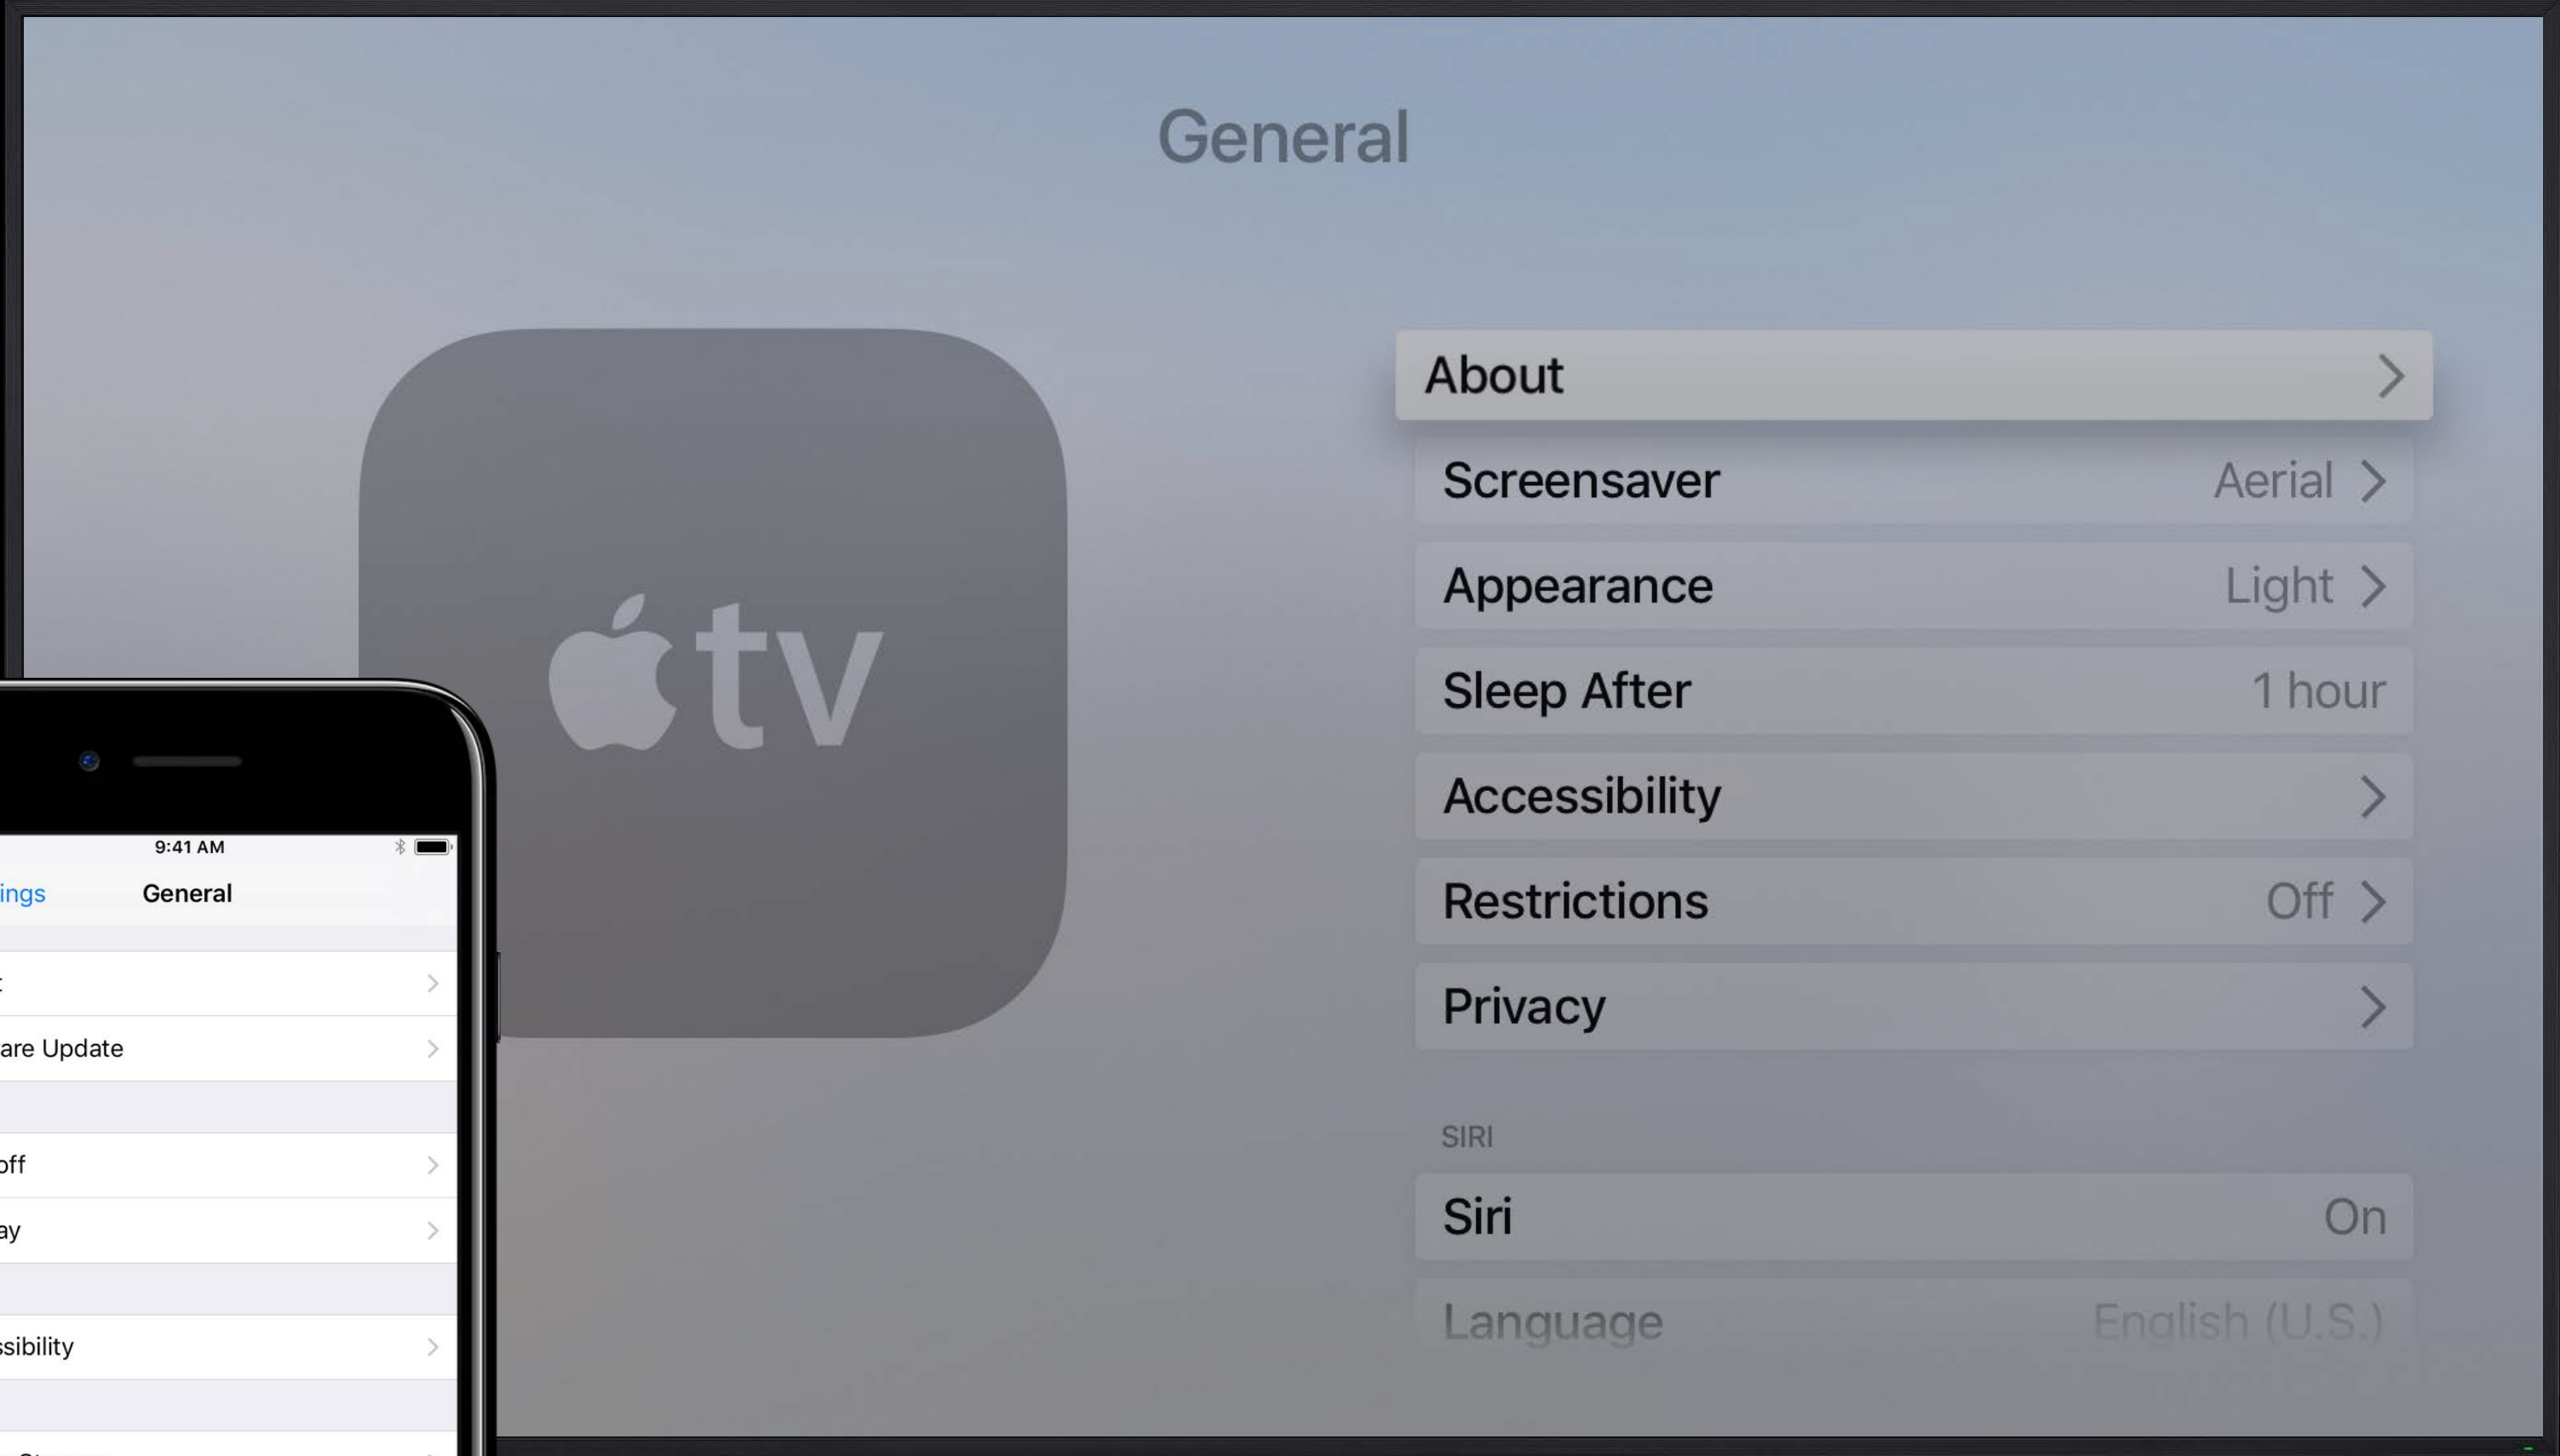 General
About
Screensaver Aerial
Appearance Light
Sleep After 1 hour
Accessibility
Restrictions Off
Privacy
SIRI
Siri On
Language English (U.S.)
tv
9:41 AM
ings General
are Update
off
ay
sibility